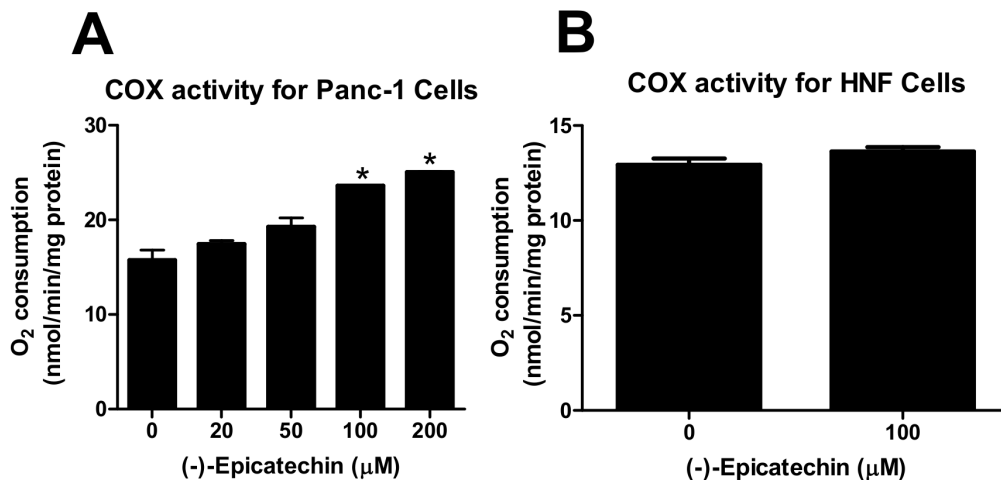 A
COX activity for Panc-1 Cells
O₂ consumption
(nmol/min/mg protein)
30
20
10
0
* *
0 20 50 100 200
(-)-Epicatechin (μM)
B
COX activity for HNF Cells
O₂ consumption
(nmol/min/mg protein)
15
10
5
0
0 100
(-)-Epicatechin (μM)